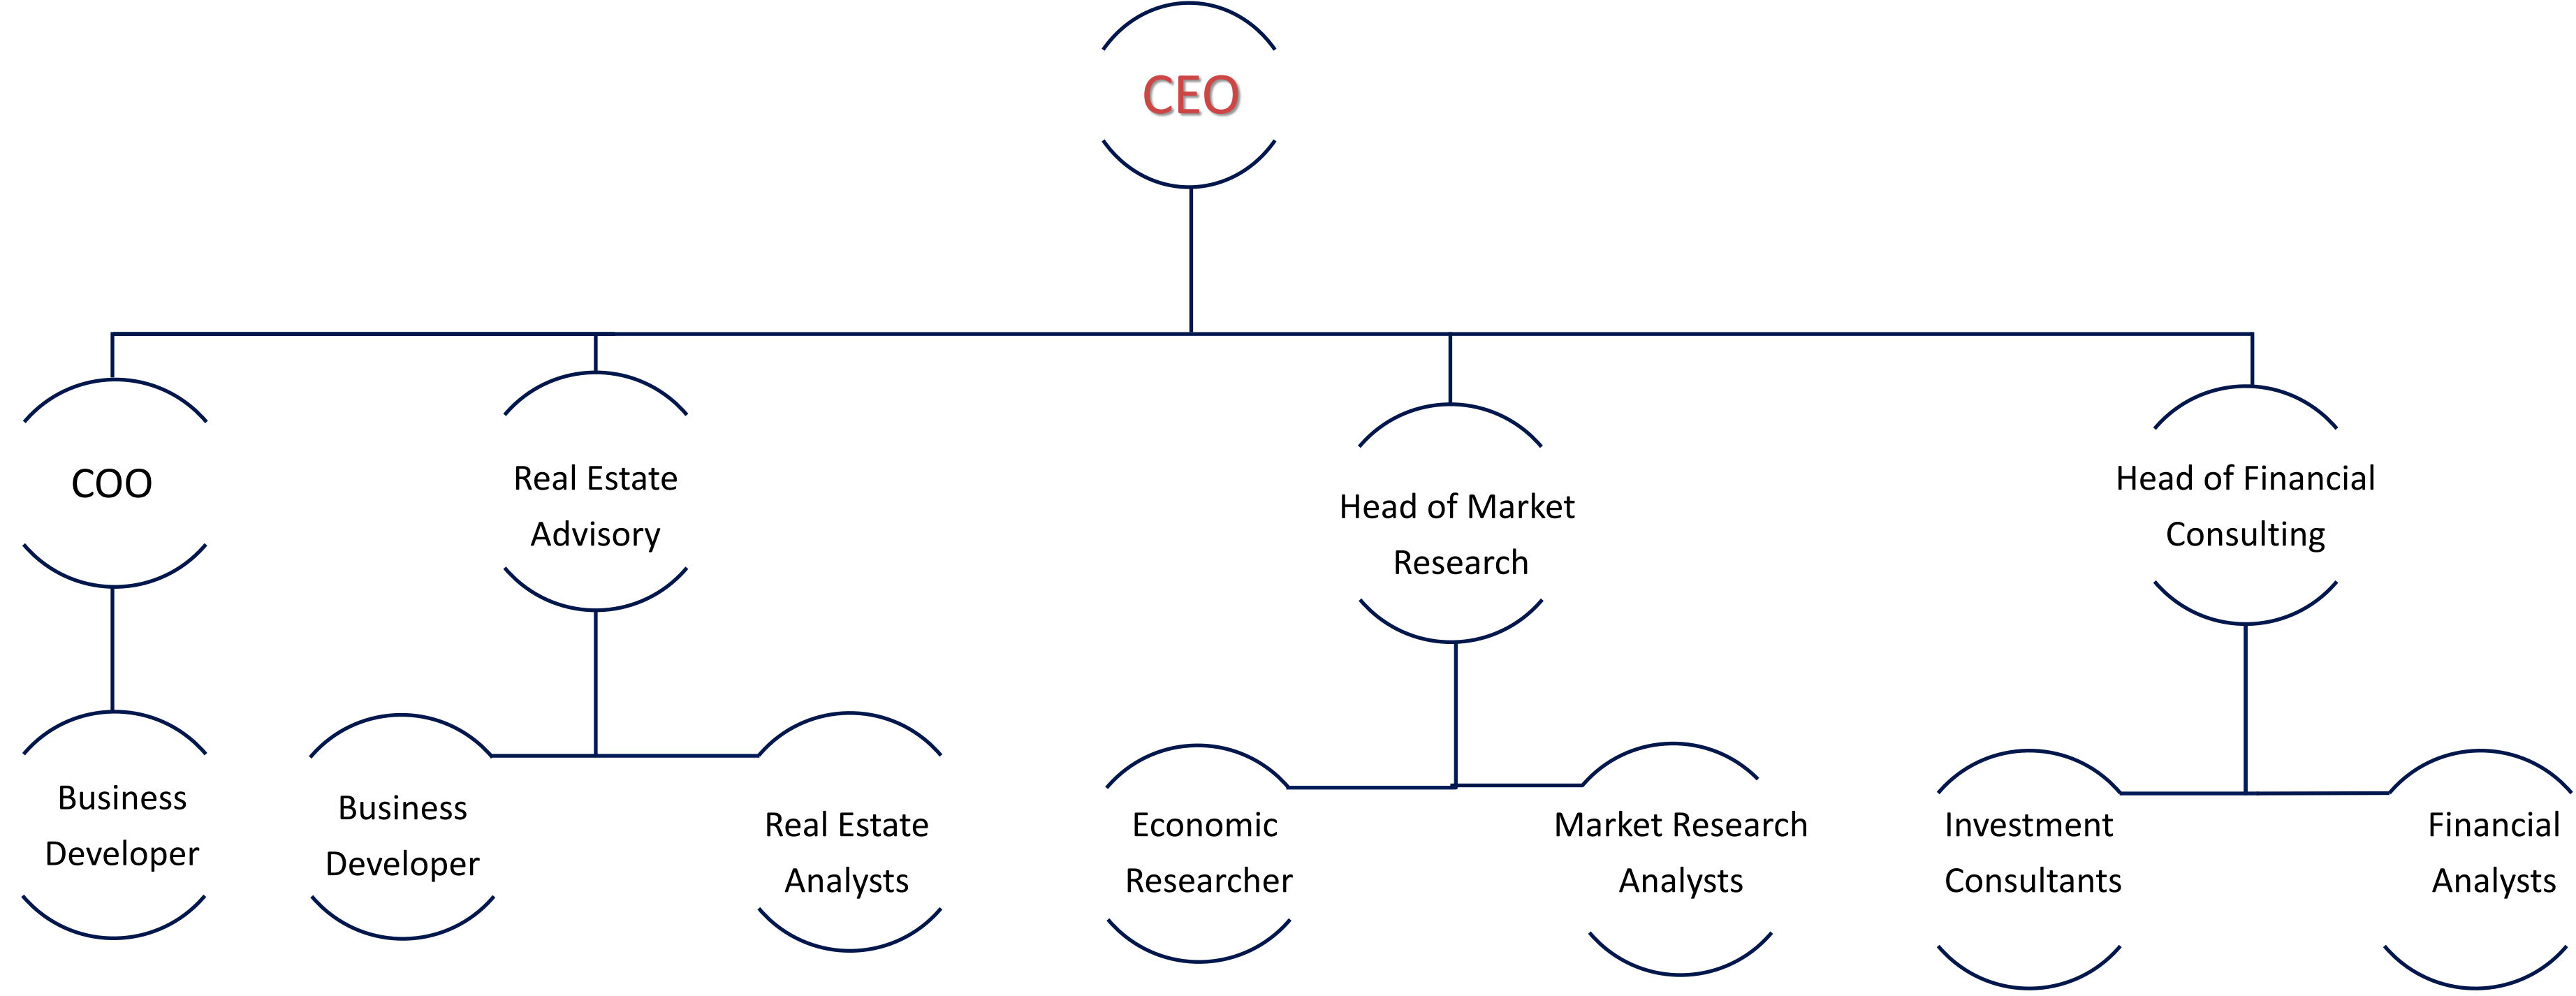 CEO
COO
Real Estate
Advisory
Head of Market
Research
Head of Financial
Consulting
Business
Developer
Business
Developer
Real Estate
Analysts
Economic
Researcher
Market Research
Analysts
Investment
Consultants
Financial
Analysts